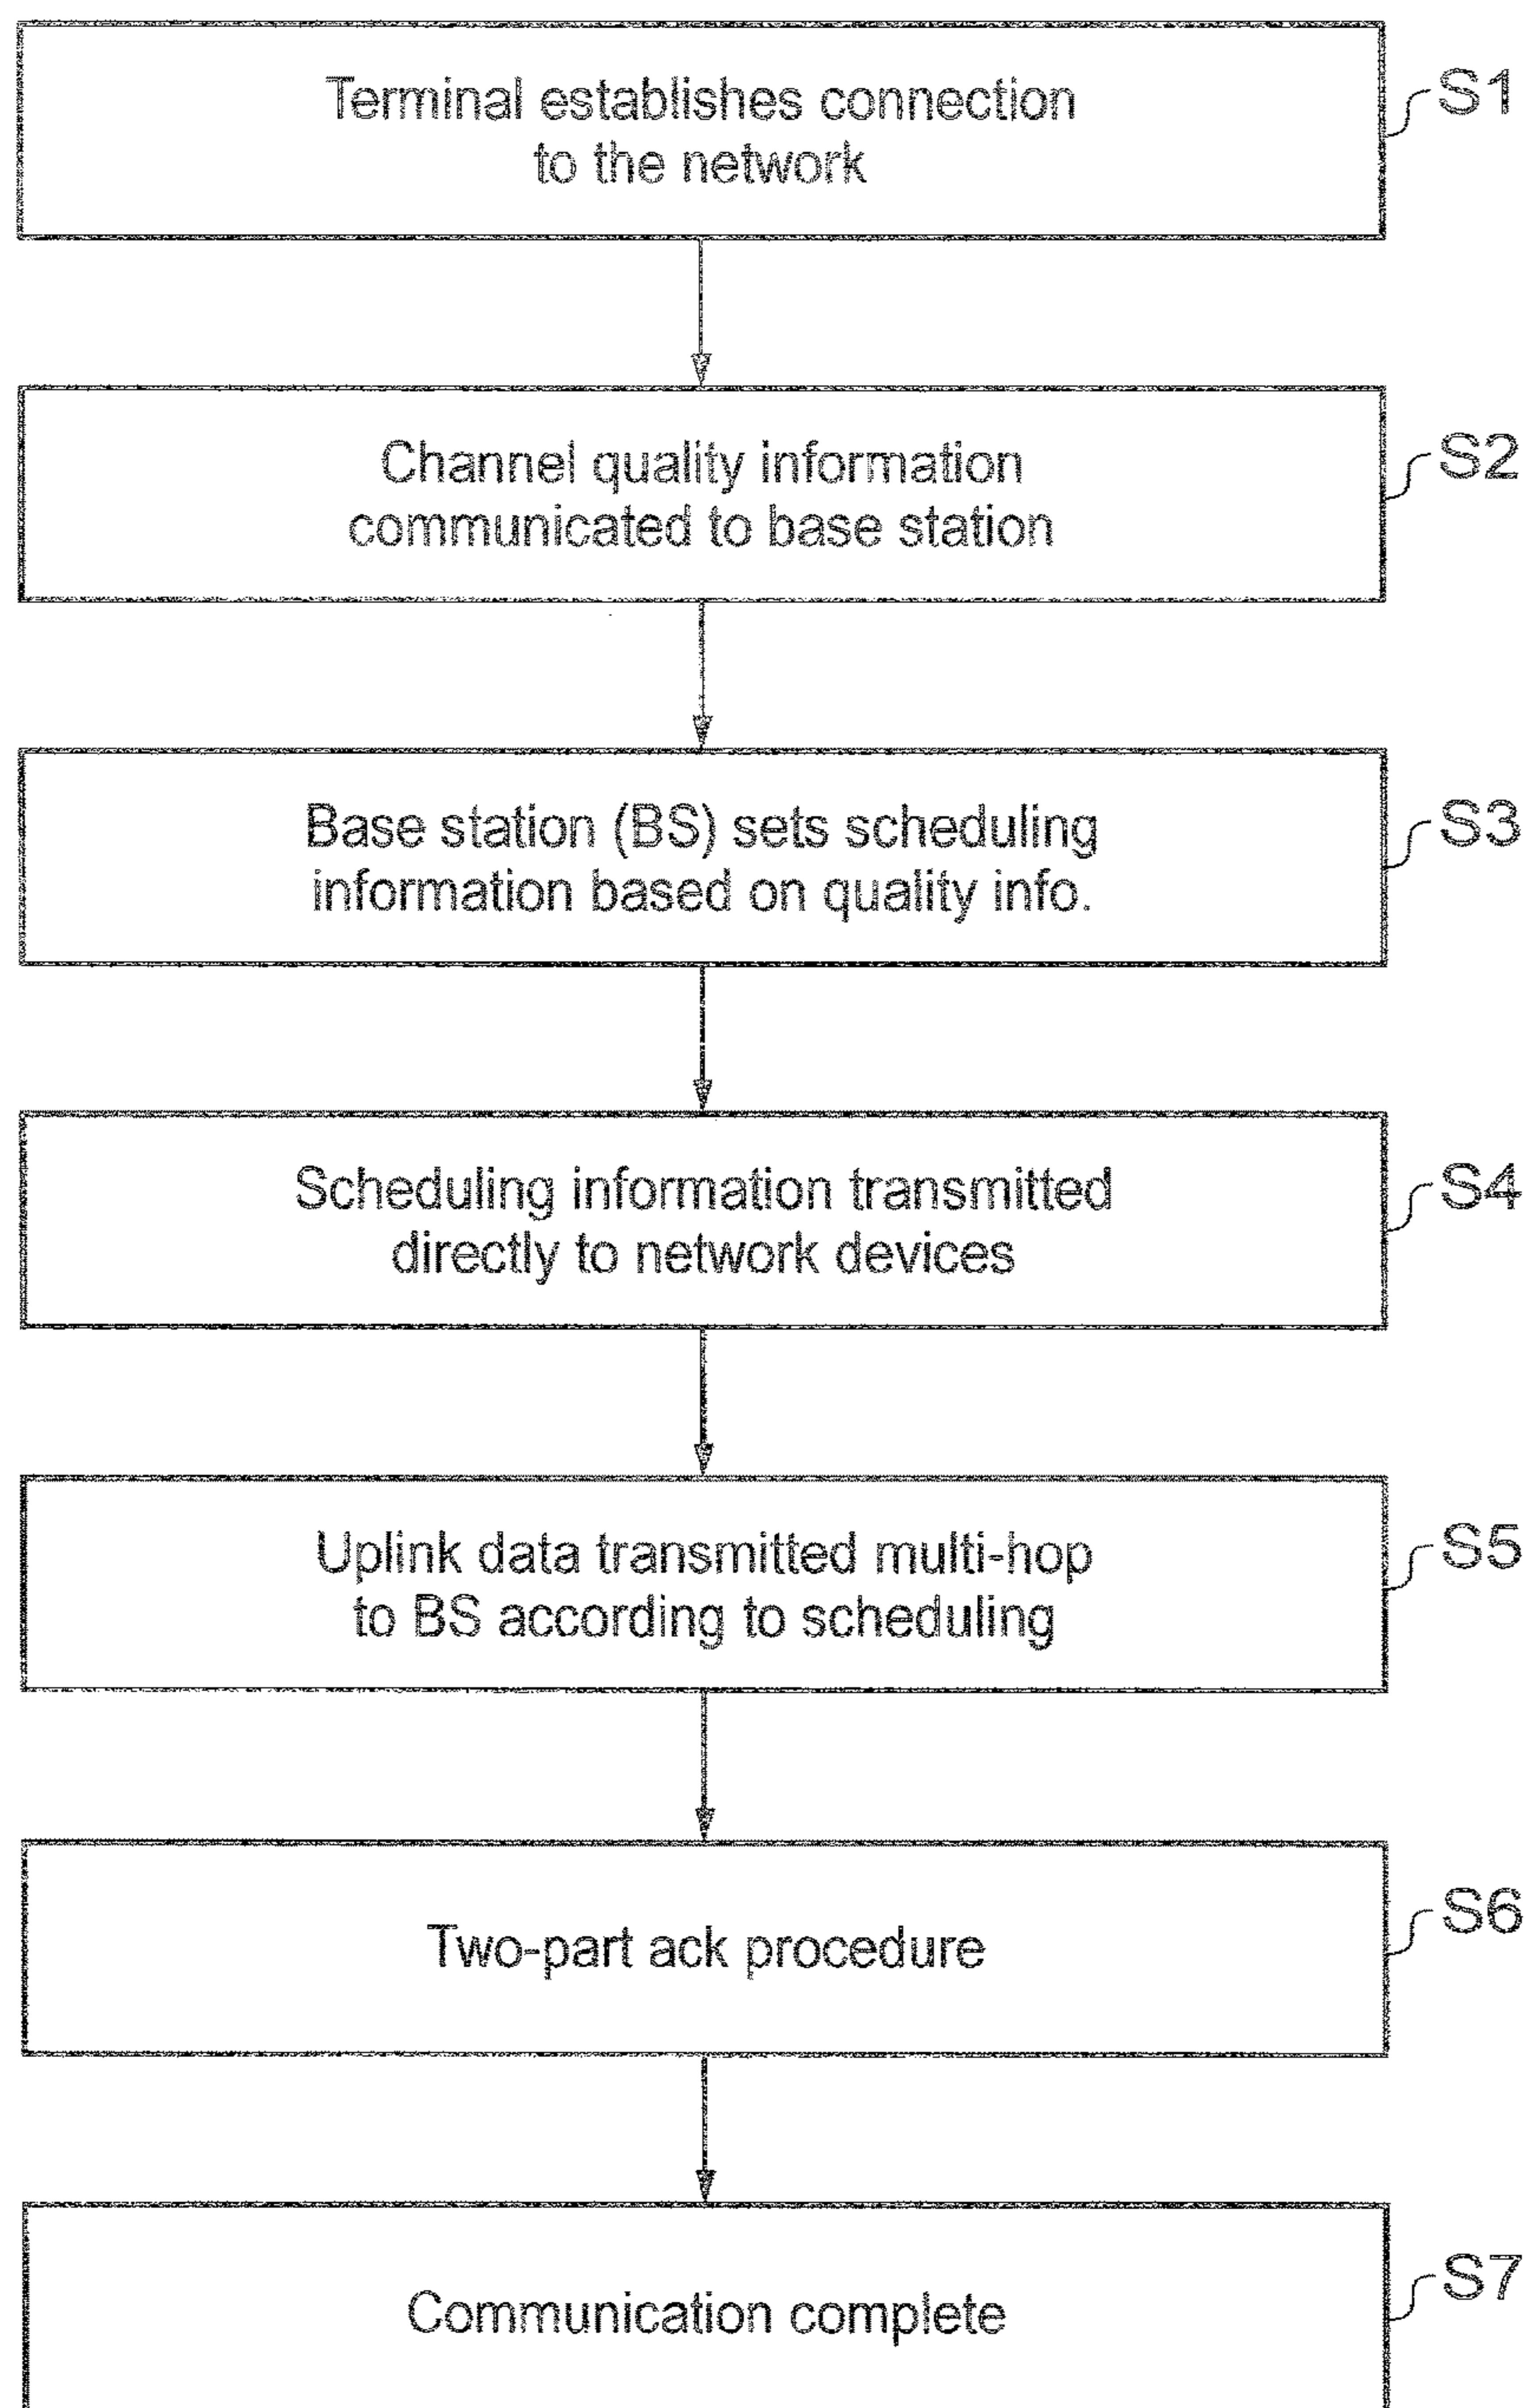 Terminal establishes connection
to the network
S1
Channel quality information
communicated to base station
S2
Base station (BS) sets scheduling
information based on quality info.
S3
Scheduling information transmitted
directly to network devices
S4
Uplink data transmitted multi-hop
to BS according to scheduling
S5
Two-part ack procedure
S6
Communication complete
S7